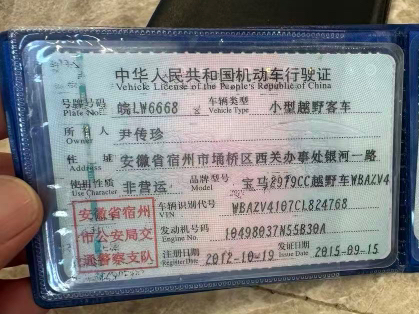 中华人民共和国机动车行驶证
Vehicle License of the People's Republic of China
号牌号码 皖LW6668 车辆类型 小型越野客车
Plate No. Vehicle Type
所有人 尹传珍
Owner
住址 安徽省宿州市埇桥区西关办事处银河一路
Address
使用性质 非营运 品牌型号 宝马2979CC越野车WBAZV4
Use Character Model
安徽省宿州 车辆识别代号 WBAZV4107CL824768
VIN
市公安局交 发动机号码 10498037N55B30A
Engine No.
通警察支队 注册日期 2012-10-19 发证日期 2015-09-15
Register Date Issue Date